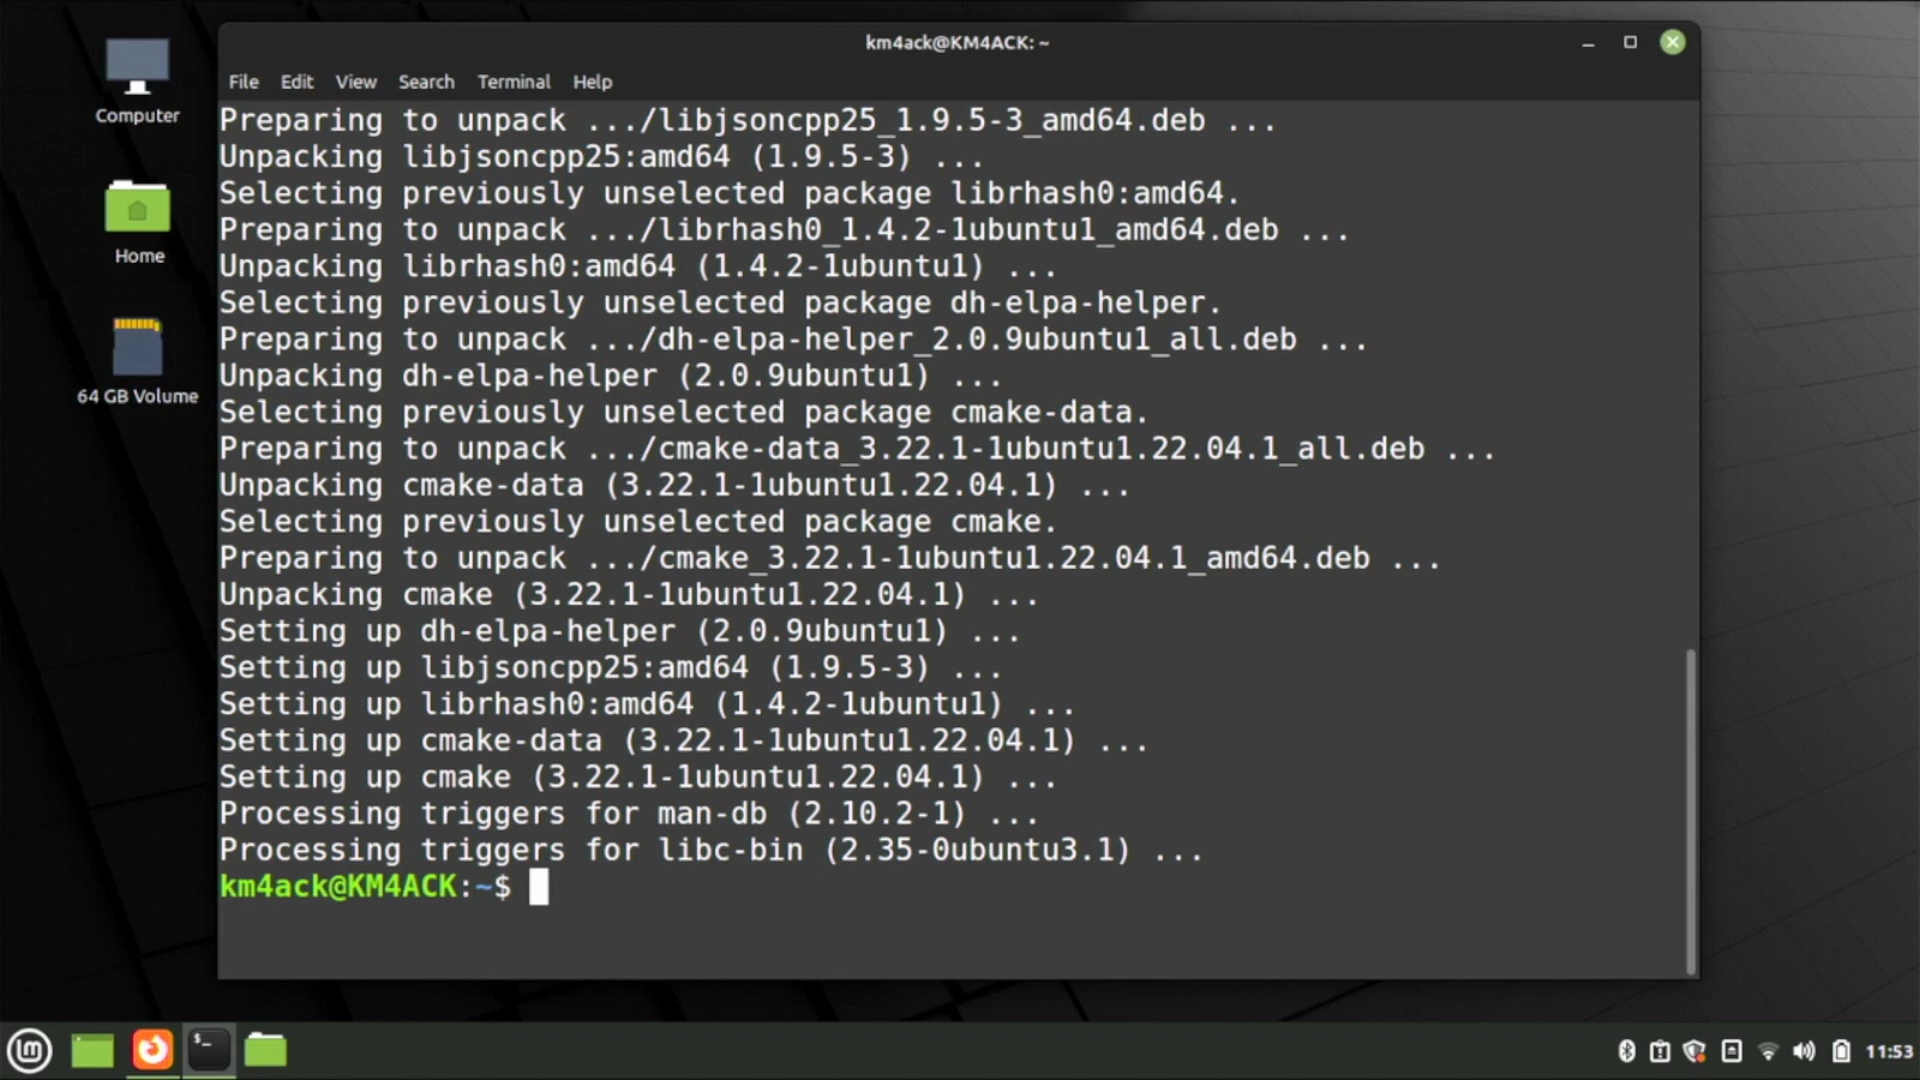 km4ack@KM4ACK: ~
File Edit View Search Terminal Help
Computer
Home
64 GB Volume
Preparing to unpack .../libjsoncpp25_1.9.5-3_amd64.deb ...
Unpacking libjsoncpp25:amd64 (1.9.5-3) ...
Selecting previously unselected package librhash0:amd64.
Preparing to unpack .../librhash0_1.4.2-1ubuntu1_amd64.deb ...
Unpacking librhash0:amd64 (1.4.2-1ubuntu1) ...
Selecting previously unselected package dh-elpa-helper.
Preparing to unpack .../dh-elpa-helper_2.0.9ubuntu1_all.deb ...
Unpacking dh-elpa-helper (2.0.9ubuntu1) ...
Selecting previously unselected package cmake-data.
Preparing to unpack .../cmake-data_3.22.1-1ubuntu1.22.04.1_all.deb ...
Unpacking cmake-data (3.22.1-1ubuntu1.22.04.1) ...
Selecting previously unselected package cmake.
Preparing to unpack .../cmake_3.22.1-1ubuntu1.22.04.1_amd64.deb ...
Unpacking cmake (3.22.1-1ubuntu1.22.04.1) ...
Setting up dh-elpa-helper (2.0.9ubuntu1) ...
Setting up libjsoncpp25:amd64 (1.9.5-3) ...
Setting up librhash0:amd64 (1.4.2-1ubuntu1) ...
Setting up cmake-data (3.22.1-1ubuntu1.22.04.1) ...
Setting up cmake (3.22.1-1ubuntu1.22.04.1) ...
Processing triggers for man-db (2.10.2-1) ...
Processing triggers for libc-bin (2.35-0ubuntu3.1) ...
km4ack@KM4ACK:~$
11:53